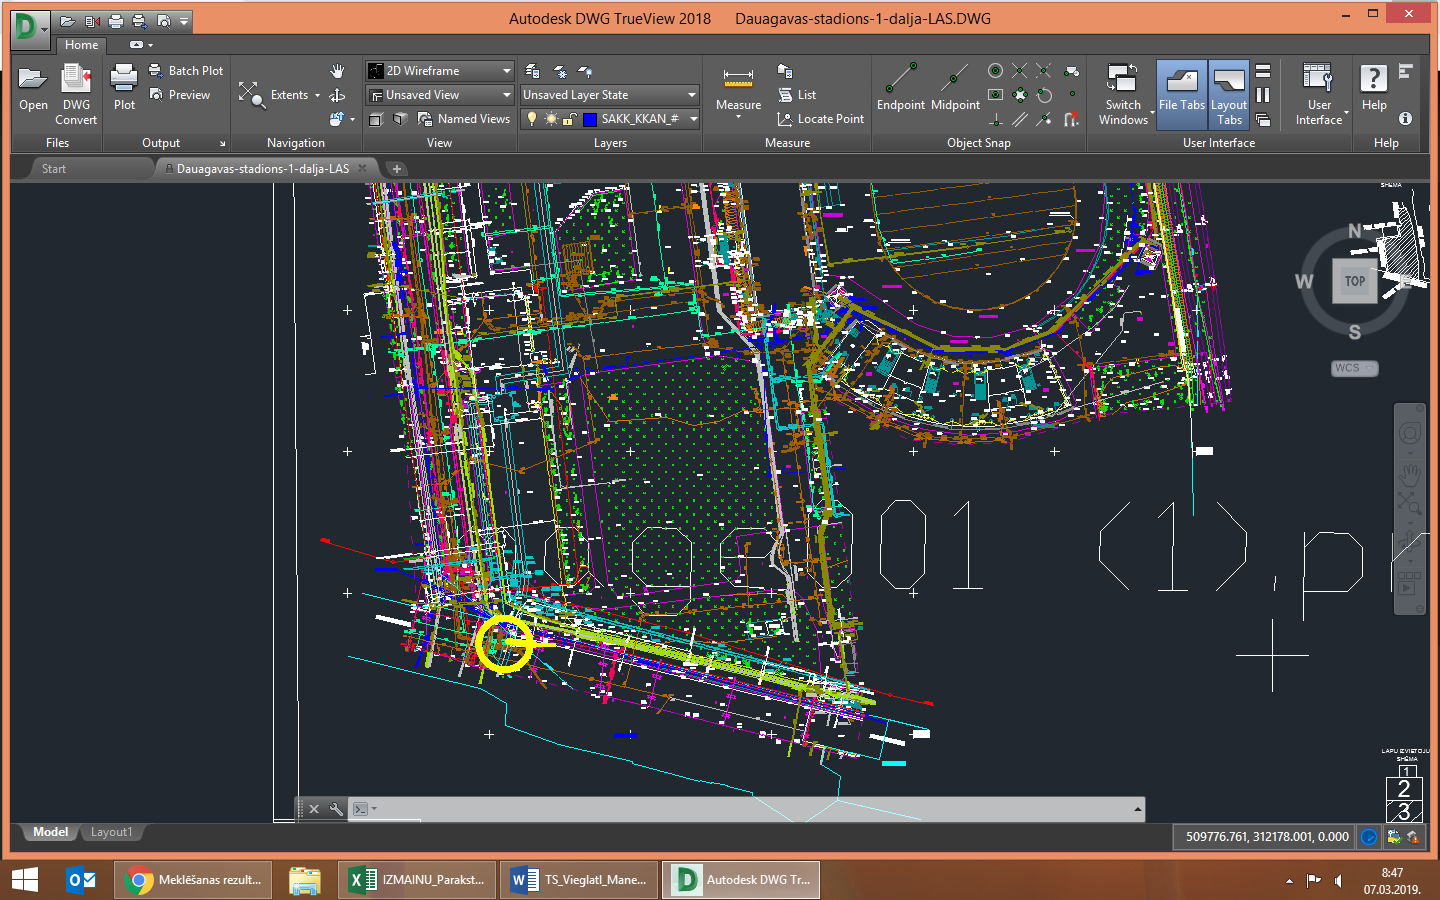 Autodesk DWG TrueView 2018 Dauagavas-stadions-1-dalja-LAS.DWG
Home
Open
DWG Convert
Files
Plot
Batch Plot
Preview
Output
Extents
Navigation
2D Wireframe
Unsaved View
Named Views
View
Unsaved Layer State
SAKK_KKAN_#
Layers
Measure
List
Locate Point
Measure
Endpoint
Midpoint
Object Snap
Switch Windows
File Tabs
Layout Tabs
User Interface
User Interface
Help
Help
Start
Dauagavas-stadions-1-dalja-LAS
SHĒMA
N
W
TOP
E
S
WCS
01 <1>, p
LAPU IZVIETOJU
SHĒMA
1
2
3
Model
Layout1
509776.761, 312178.001, 0.000
Meklēšanas rezult...
IZMAINU_Parakst...
TS_Vieglatl_Mane...
Autodesk DWG Tr...
8:47
07.03.2019.